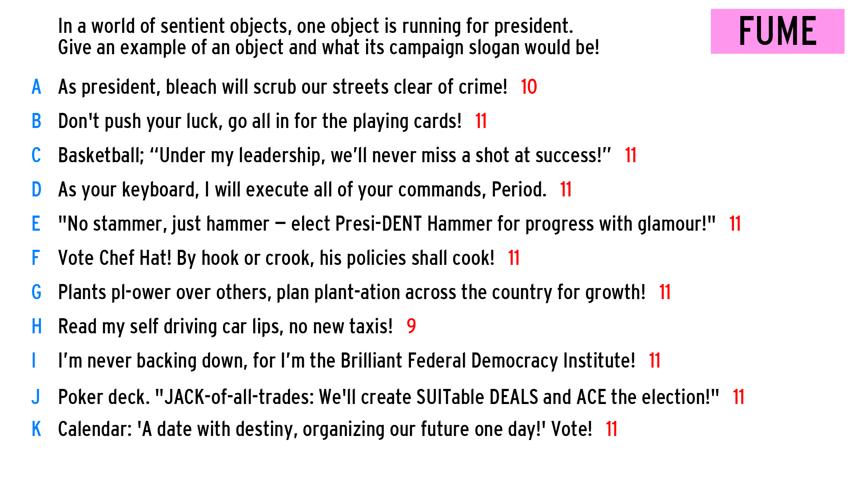 In a world of sentient objects, one object is running for president.
Give an example of an object and what its campaign slogan would be!
FUME
A As president, bleach will scrub our streets clear of crime! 10
B Don't push your luck, go all in for the playing cards! 11
C Basketball; “Under my leadership, we’ll never miss a shot at success!” 11
D As your keyboard, I will execute all of your commands, Period. 11
E "No stammer, just hammer – elect Presi-DENT Hammer for progress with glamour!" 11
F Vote Chef Hat! By hook or crook, his policies shall cook! 11
G Plants pl-ower over others, plan plant-ation across the country for growth! 11
H Read my self driving car lips, no new taxis! 9
I I’m never backing down, for I’m the Brilliant Federal Democracy Institute! 11
J Poker deck. "JACK-of-all-trades: We'll create SUITable DEALS and ACE the election!" 11
K Calendar: 'A date with destiny, organizing our future one day!' Vote! 11